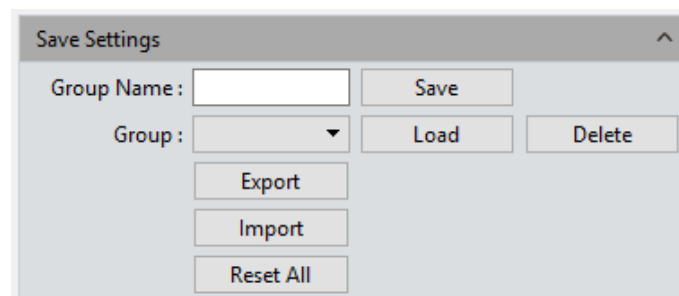 Save Settings
Group Name : Save
Group : Load Delete
Export
Import
Reset All